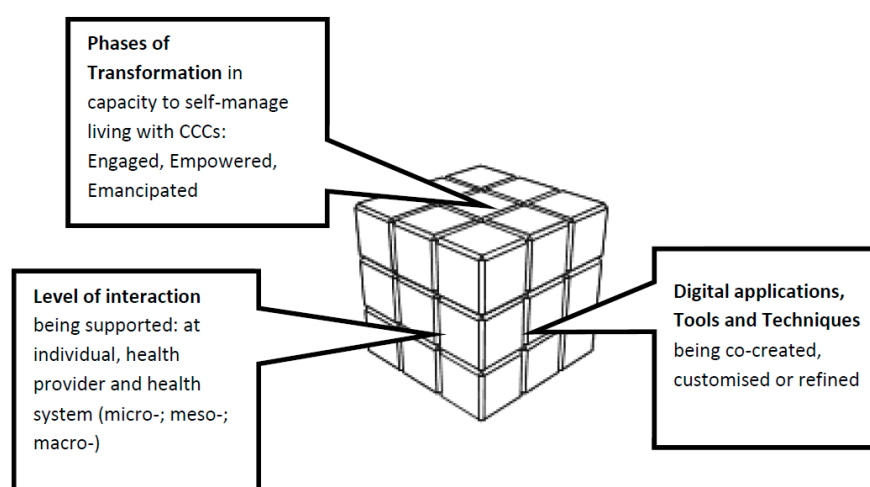 Phases of
Transformation in
capacity to self-manage
living with CCCs:
Engaged, Empowered,
Emancipated
Level of interaction
being supported: at
individual, health
provider and health
system (micro-; meso-;
macro-)
Digital applications,
Tools and Techniques
being co-created,
customised or refined